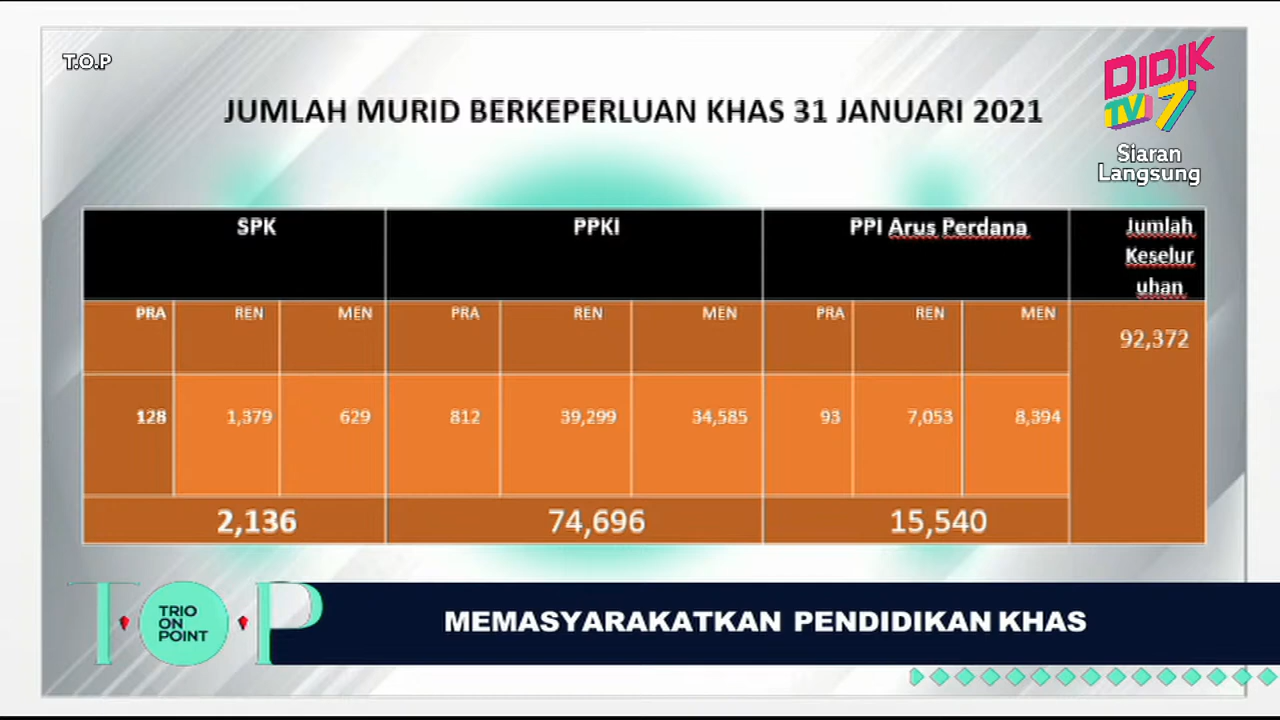 T.O.P
DIDIK
TV 7
Siaran
Langsung
JUMLAH MURID BERKEPERLUAN KHAS 31 JANUARI 2021
SPK PPKI PPI Arus Perdana Jumlah
Keselur
uhan
PRA REN MEN PRA REN MEN PRA REN MEN
92,372
128 1,379 629 812 39,299 34,585 93 7,053 8,394
2,136 74,696 15,540
T O P
TRIO
ON
POINT
MEMASYARAKATKAN PENDIDIKAN KHAS